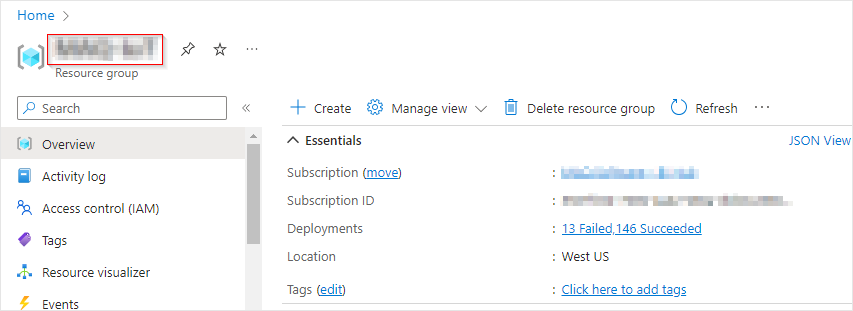 Home >
Resource group
Search
«
Create
Manage view
Delete resource group
Refresh
...
Overview
Activity log
Access control (IAM)
Tags
Resource visualizer
Events
Essentials
JSON View
Subscription (move) :
Subscription ID :
Deployments : 13 Failed,146 Succeeded
Location : West US
Tags (edit) : Click here to add tags